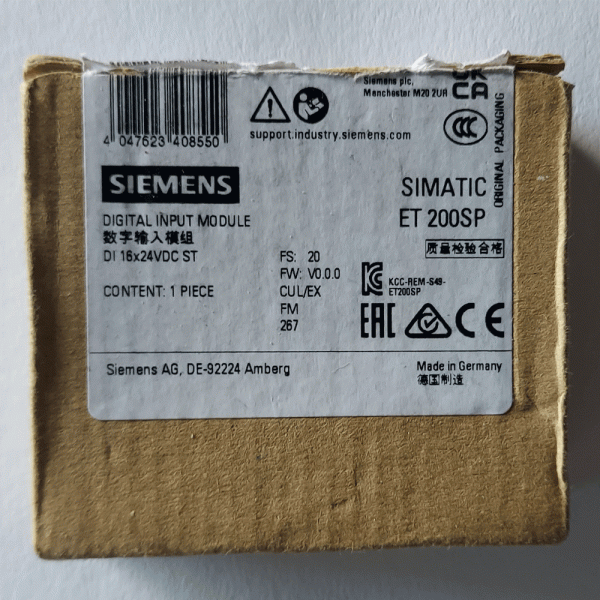 Siemens plc,
Manchester M20 2UR
UK
CA
4 047623 408550
support.industry.siemens.com
CCC
ORIGINAL PACKAGING
SIEMENS
SIMATIC
ET 200SP
DIGITAL INPUT MODULE
数字输入模组
质量检验合格
DI 16x24VDC ST
FS: 20
FW: V0.0.0
KCC-REM-S49-
ET200SP
CONTENT: 1 PIECE
CUL/EX
FM
267
EAC
CE
Siemens AG, DE-92224 Amberg
Made in Germany
德国制造